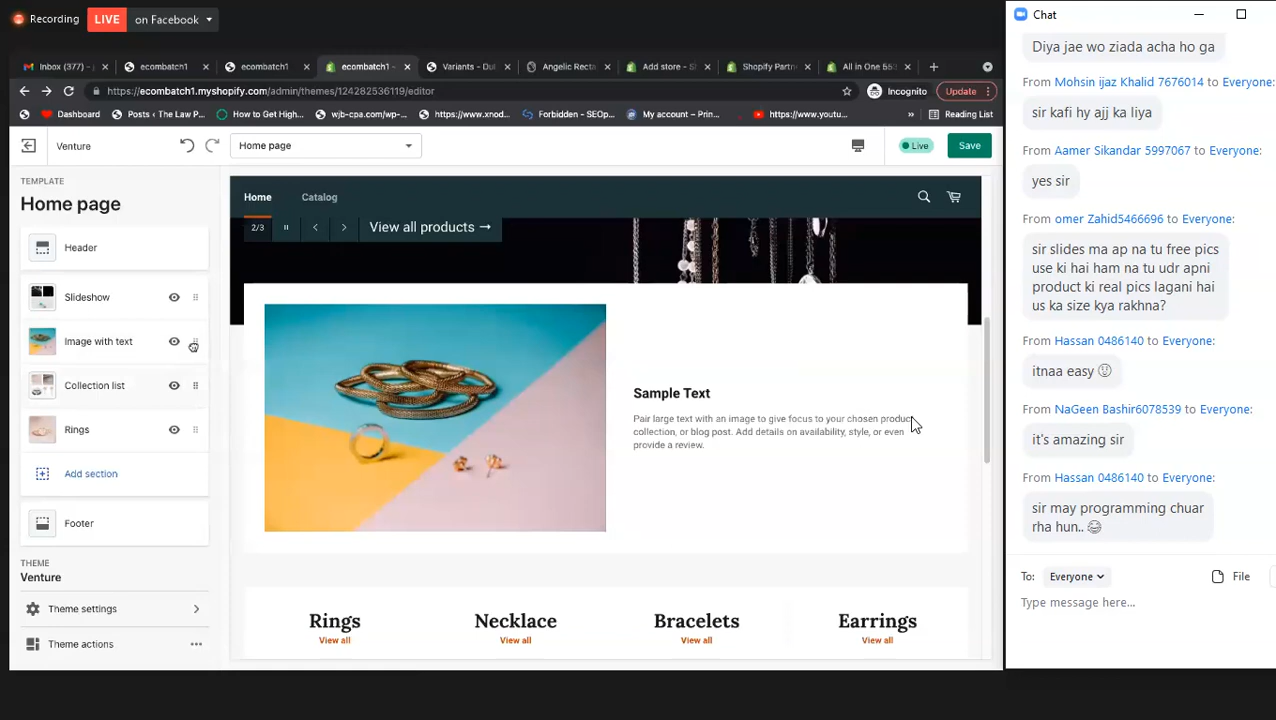 Recording
LIVE
on Facebook
Chat
Diya jae wo ziada acha ho ga
From Mohsin ijaz Khalid 7676014 to Everyone:
sir kafi hy ajj ka liya
From Aamer Sikandar 5997067 to Everyone:
yes sir
From omer Zahid5466696 to Everyone:
sir slides ma ap na tu free pics
use ki hai ham na tu udr apni
product ki real pics lagani hai
us ka size kya rakhna?
From Hassan 0486140 to Everyone:
itnaa easy
From NaGeen Bashir6078539 to Everyone:
it's amazing sir
From Hassan 0486140 to Everyone:
sir may programming chuar
rha hun..
To: Everyone
File
Type message here...
Inbox (377) -
ecombatch1
ecombatch1
ecombatch1 -
Variants - Du
Angelic Recta
Add store - S
Shopify Partn
All in One 55
https://ecombatch1.myshopify.com/admin/themes/124282536119/editor
Incognito
Update
Dashboard
Posts ‹ The Law P...
How to Get High...
wjb-cpa.com/wp-...
https://www.xnod...
Forbidden - SEOp...
My account – Prin...
https://www.youtu...
Reading List
Venture
Home page
Live
Save
TEMPLATE
Home page
Header
Slideshow
Image with text
Collection list
Rings
Add section
Footer
THEME
Venture
Theme settings
Theme actions
Home
Catalog
2/3
View all products →
Sample Text
Pair large text with an image to give focus to your chosen product,
collection, or blog post. Add details on availability, style, or even
provide a review.
Rings
View all
Necklace
View all
Bracelets
View all
Earrings
View all